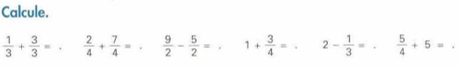 Calcule.
1/3 + 3/3 = . 2/4 + 7/4 = . 9/2 - 5/2 = . 1 + 3/4 = . 2 - 1/3 = . 5/4 + 5 = .